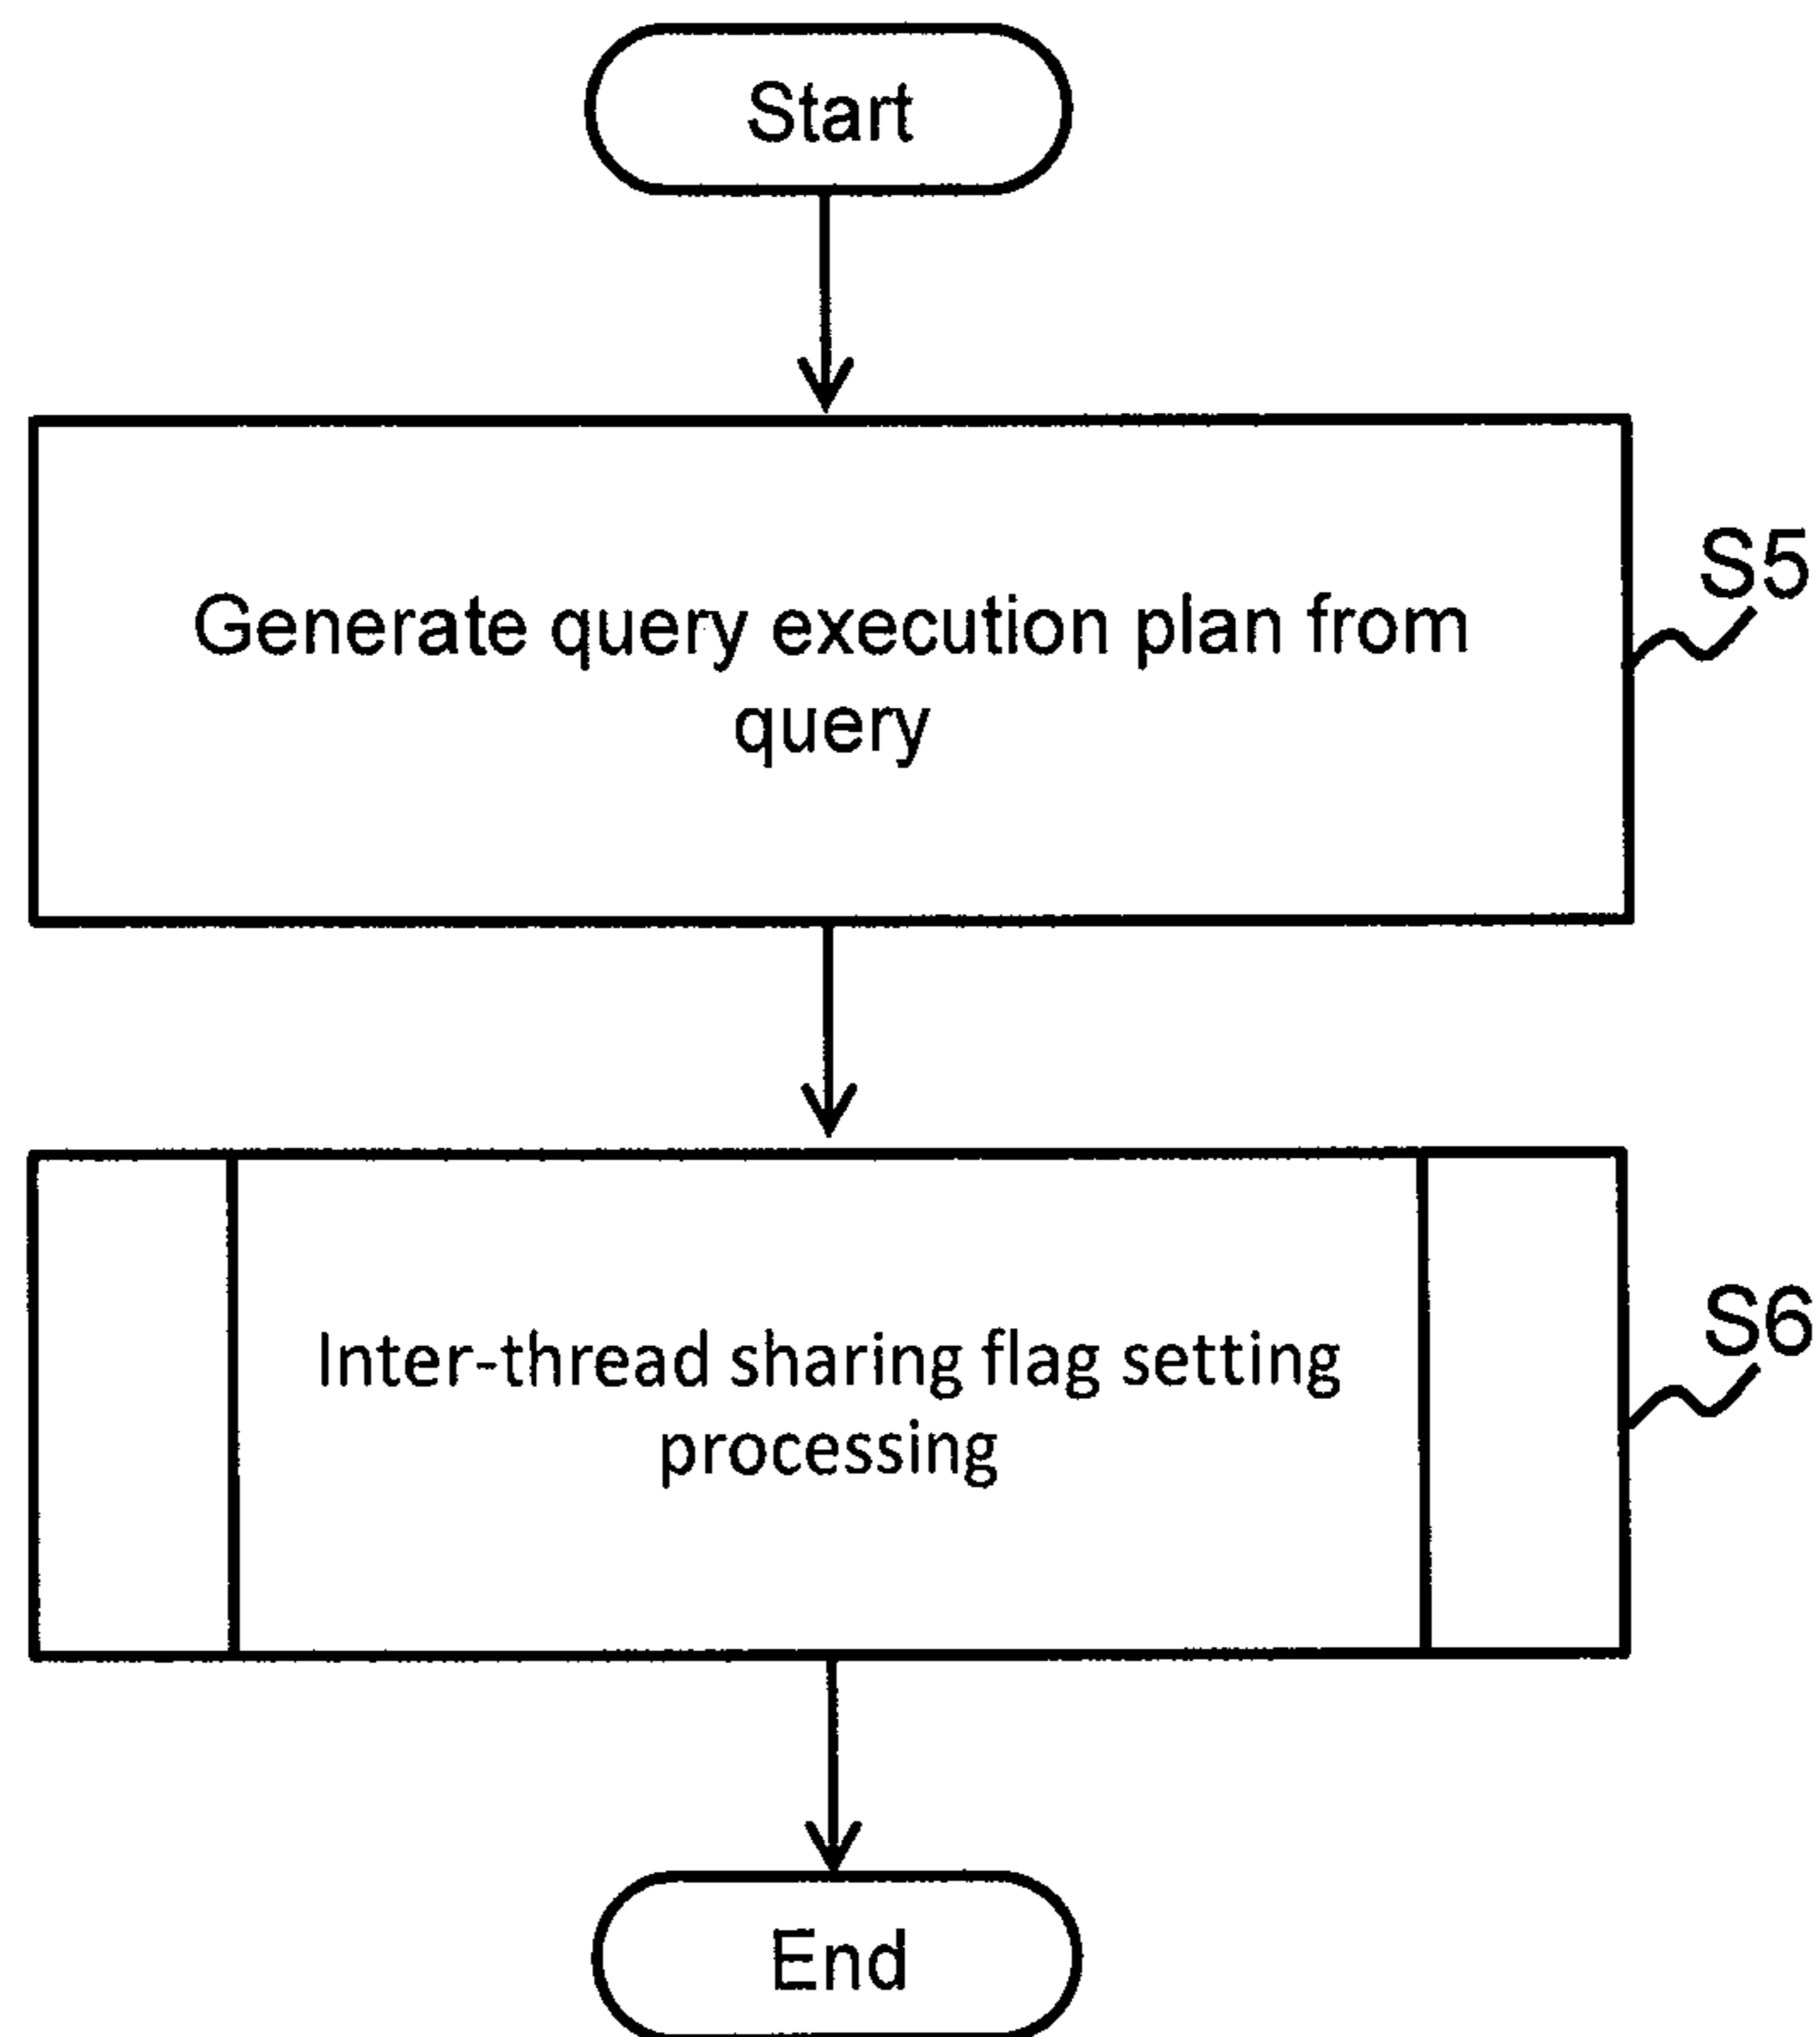 Start
Generate query execution plan from
query
S5
Inter-thread sharing flag setting
processing
S6
End